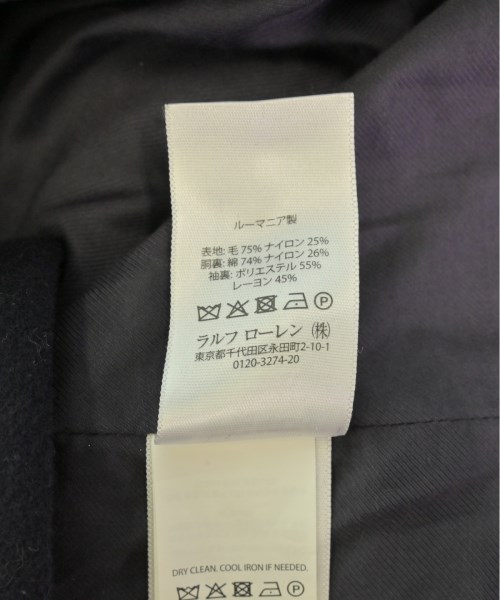 ルーマニア製
表地: 毛 75% ナイロン 25%
胴裏: 綿 74% ナイロン 26%
袖裏: ポリエステル 55%
レーヨン 45%
ラルフ ローレン (株)
東京都千代田区永田町2-10-1
0120-3274-20
DRY CLEAN. COOL IRON IF NEEDED.